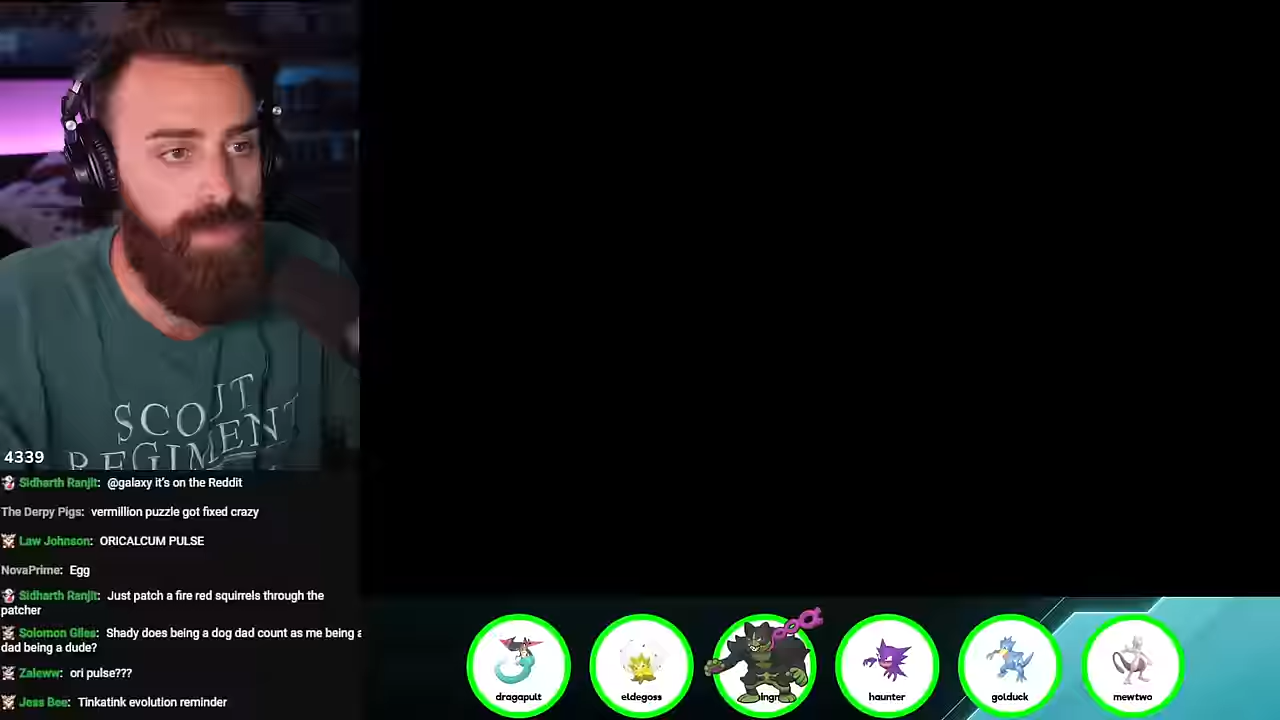 SCOTT
REGIMENT
4339
Sidharth Ranjit: @galaxy it's on the Reddit
The Derpy Pigs: vermillion puzzle got fixed crazy
Law Johnson: ORICALCUM PULSE
NovaPrime: Egg
Sidharth Ranjit: Just patch a fire red squirrels through the
patcher
Solomon Giles: Shady does being a dog dad count as me being a
dad being a dude?
Zaleww: ori pulse???
Jess Bee: Tinkatink evolution reminder
dragapult eldegoss haunter golduck mewtwo